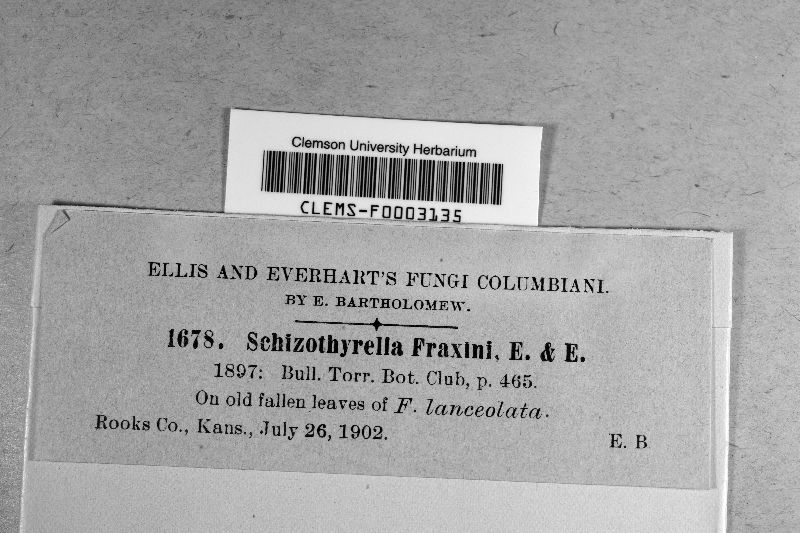 Clemson University Herbarium
CLEMS-F0003135
ELLIS AND EVERHART'S FUNGI COLUMBIANI.
BY E. BARTHOLOMEW.
1678. Schizothyrella Fraxini, E. & E.
1897: Bull. Torr. Bot. Club, p. 465.
On old fallen leaves of F. lanceolata.
Rooks Co., Kans., July 26, 1902. E. B